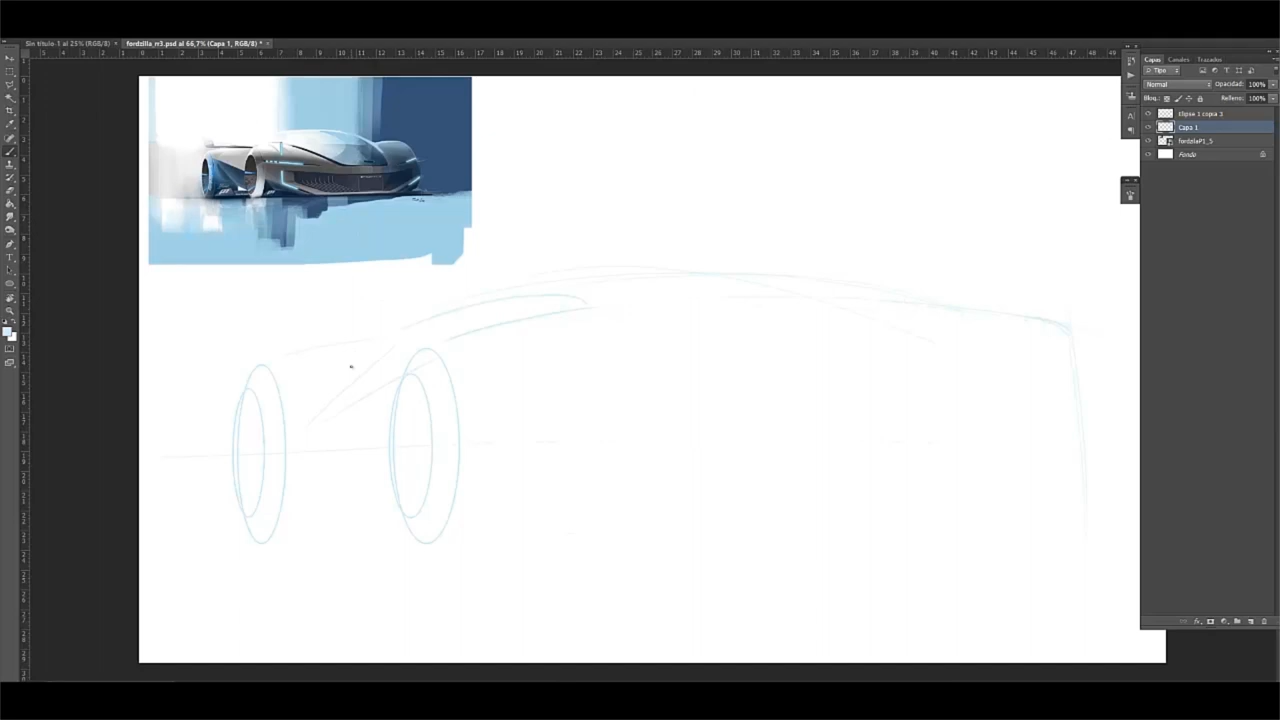 Sin título-1 al 25% (RGB/8) × fordzilla_rr3.psd al 66,7% (Capa 1, RGB/8) * ×
Capas Canales Trazados
Tipo
Normal Opacidad: 100%
Bloq.: Relleno: 100%
Elipse 1 copia 3
Capa 1
fordzillaP1_5
Fondo